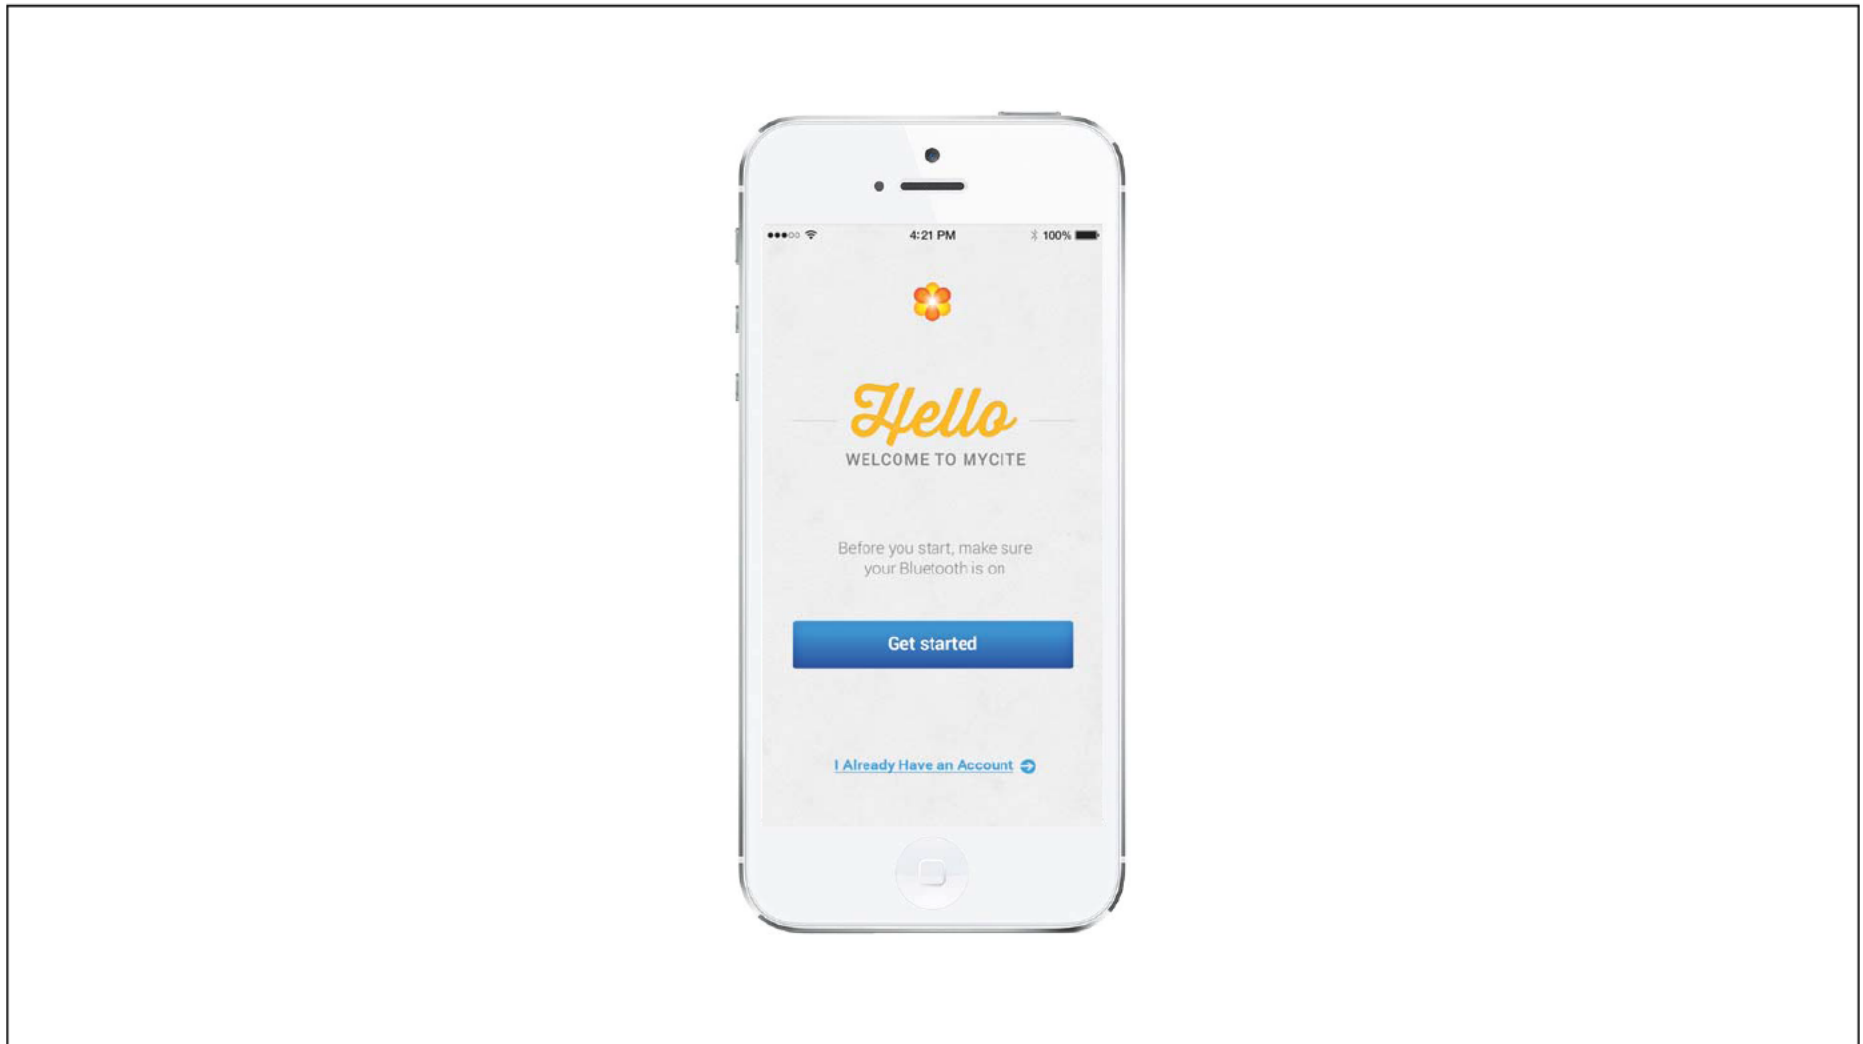 4:21 PM
100%
Hello
WELCOME TO MYCITE
Before you start, make sure
your Bluetooth is on
Get started
I Already Have an Account